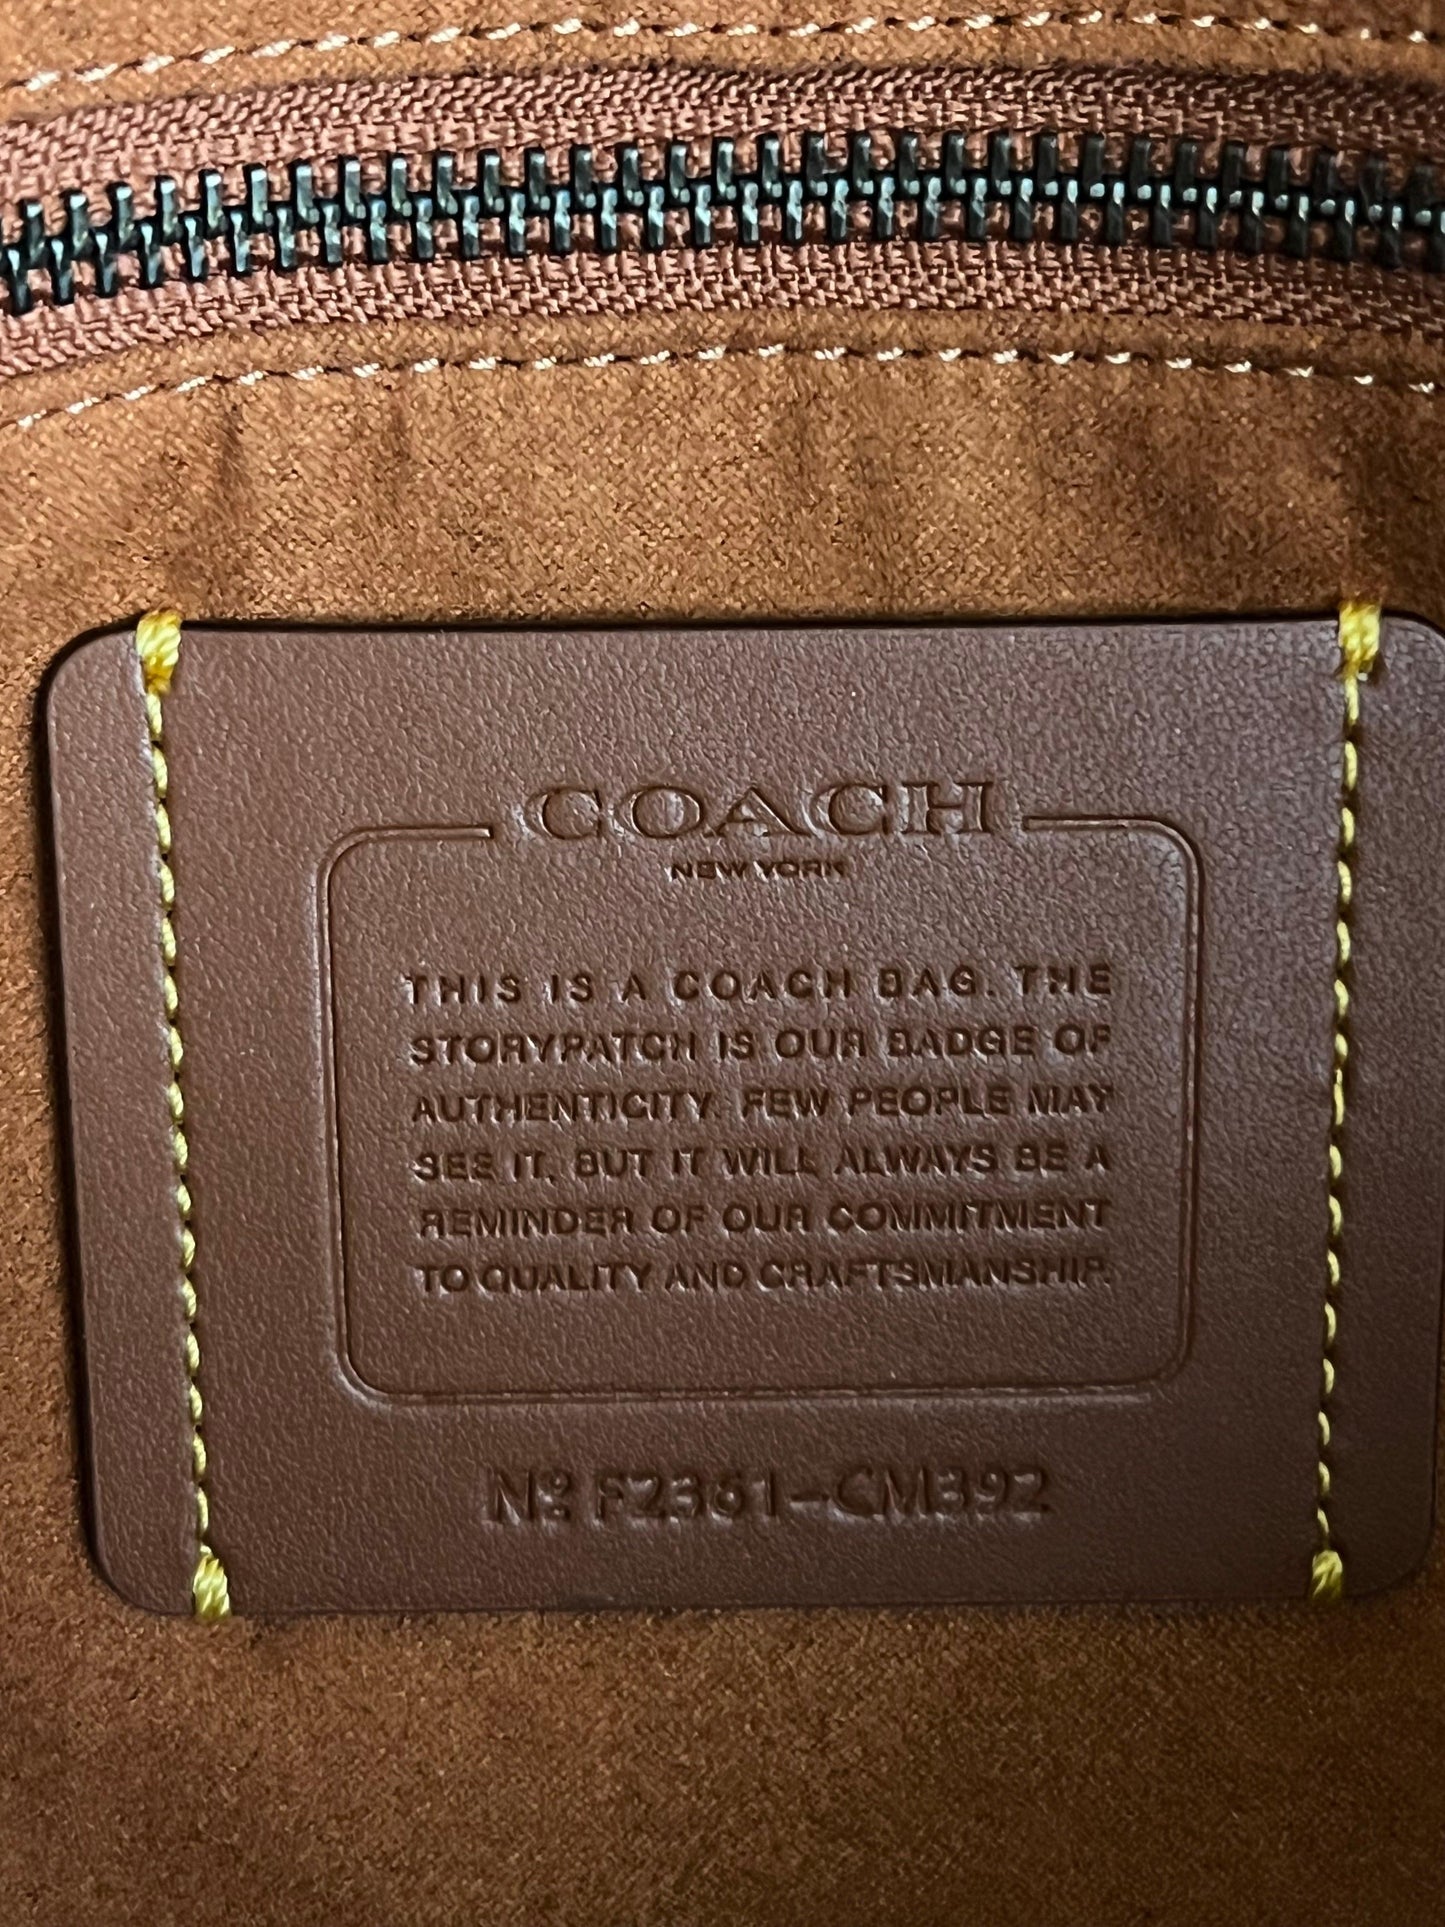 COACH
NEW YORK
THIS IS A COACH BAG. THE
STORYPATCH IS OUR BADGE OF
AUTHENTICITY. FEW PEOPLE MAY
SEE IT, BUT IT WILL ALWAYS BE A
REMINDER OF OUR COMMITMENT
TO QUALITY AND CRAFTSMANSHIP.
Nº F2361-CM392